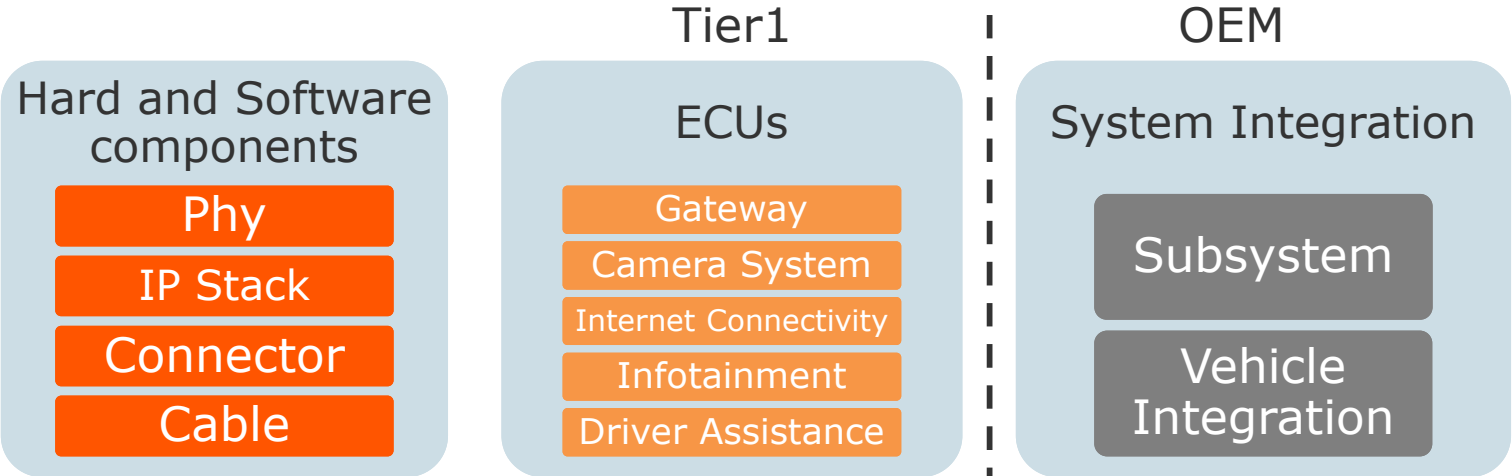 Tier1
OEM
Hard and Software
components
Phy
IP Stack
Connector
Cable
ECUs
Gateway
Camera System
Internet Connectivity
Infotainment
Driver Assistance
System Integration
Subsystem
Vehicle
Integration